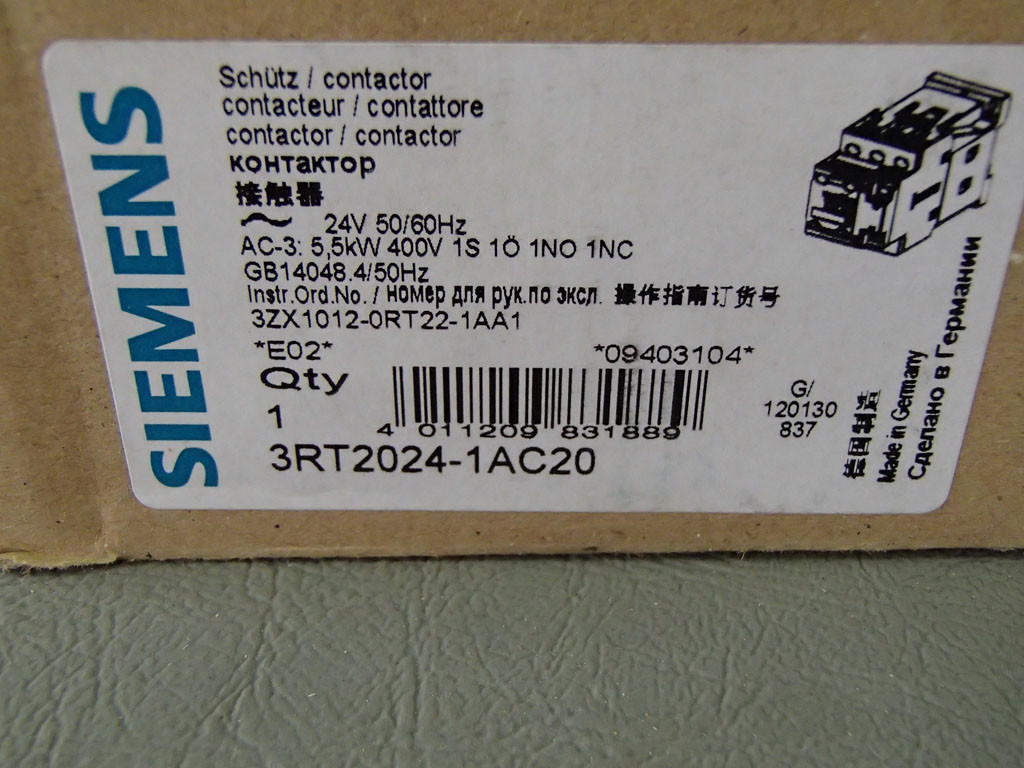 SIEMENS
Schütz / contactor
contacteur / contattore
contactor / contactor
контактор
接触器
24V 50/60Hz
AC-3: 5,5kW 400V 1S 1Ö 1NO 1NC
GB14048.4/50Hz
Instr.Ord.No. / номер для рук.по эксл. 操作指南订货号
3ZX1012-0RT22-1AA1
*E02* *09403104*
Qty
1
4 011209 831889
3RT2024-1AC20
G/
120130
837
德国制造
Made in Germany
Сделано в Германии